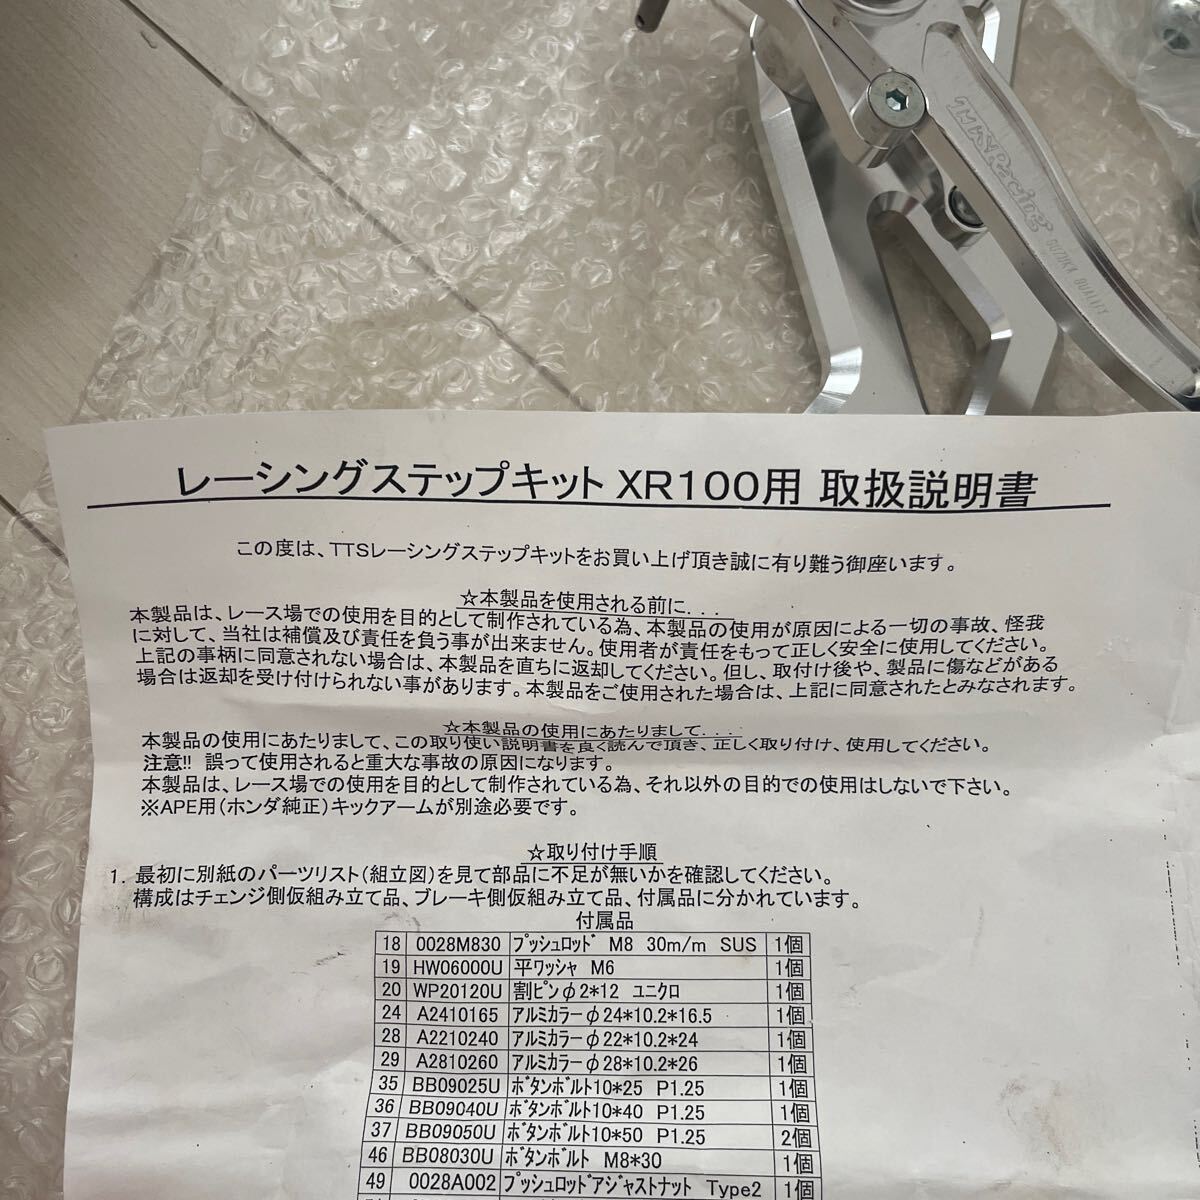 Racing
SUZUKA QUALITY
レーシングステップキット XR100用 取扱説明書
この度は、TTSレーシングステップキットをお買い上げ頂き誠に有り難う御座います。
☆本製品を使用される前に．．．
本製品は、レース場での使用を目的として制作されている為、本製品の使用が原因による一切の事故、怪我
に対して、当社は補償及び責任を負う事が出来ません。使用者が責任をもって正しく安全に使用してください。
上記の事柄に同意されない場合は、本製品を直ちに返却してください。但し、取付け後や、製品に傷などがある
場合は返却を受け付けられない事があります。本製品をご使用された場合は、上記に同意されたとみなされます。
☆本製品の使用にあたりまして．．．．
本製品の使用にあたりまして、この取り使い説明書を良く読んで頂き、正しく取り付け、使用してください。
注意!! 誤って使用されると重大な事故の原因になります。
本製品は、レース場での使用を目的として制作されている為、それ以外の目的での使用はしないで下さい。
※APE用(ホンダ純正)キックアームが別途必要です。
☆取り付け手順
1. 最初に別紙のパーツリスト(組立図)を見て部品に不足が無いかを確認してください。
構成はチェンジ側仮組み立て品、ブレーキ側仮組み立て品、付属品に分かれています。
付属品
18 0028M830 プッシュロッド M8 30m/m SUS 1個
19 HW06000U 平ワッシャ M6 1個
20 WP20120U 割ピンφ2*12 ユニクロ 1個
24 A2410165 アルミカラーφ24*10.2*16.5 1個
28 A2210240 アルミカラーφ22*10.2*24 1個
29 A2810260 アルミカラーφ28*10.2*26 1個
35 BB09025U ボタンボルト10*25 P1.25 1個
36 BB09040U ボタンボルト10*40 P1.25 1個
37 BB09050U ボタンボルト10*50 P1.25 2個
46 BB08030U ボタンボルト M8*30 1個
49 0028A002 プッシュロッドアジャストナット Type2 1個